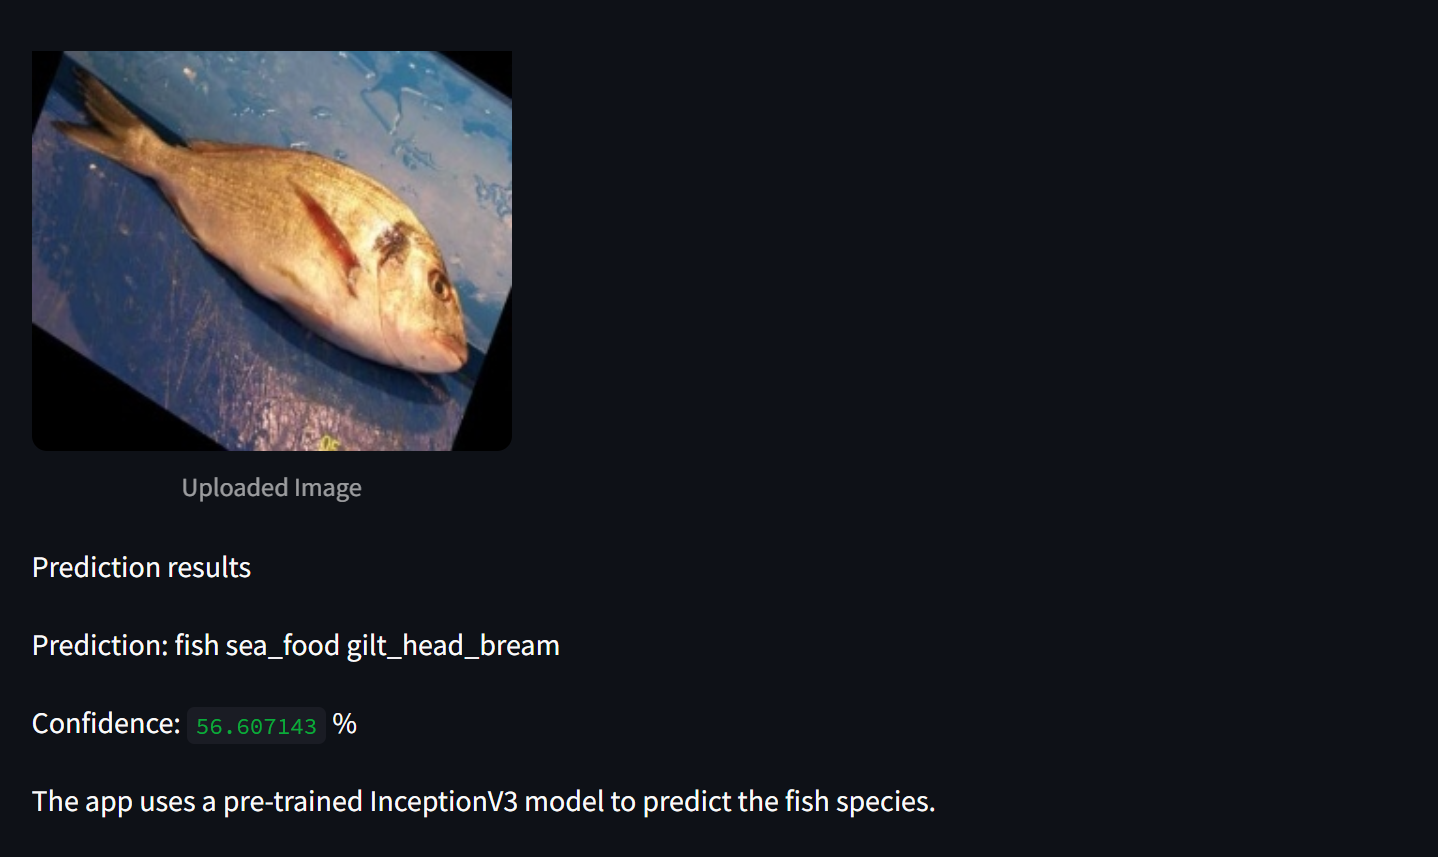 Uploaded Image
Prediction results
Prediction: fish sea_food gilt_head_bream
Confidence: 56.607143 %
The app uses a pre-trained InceptionV3 model to predict the fish species.